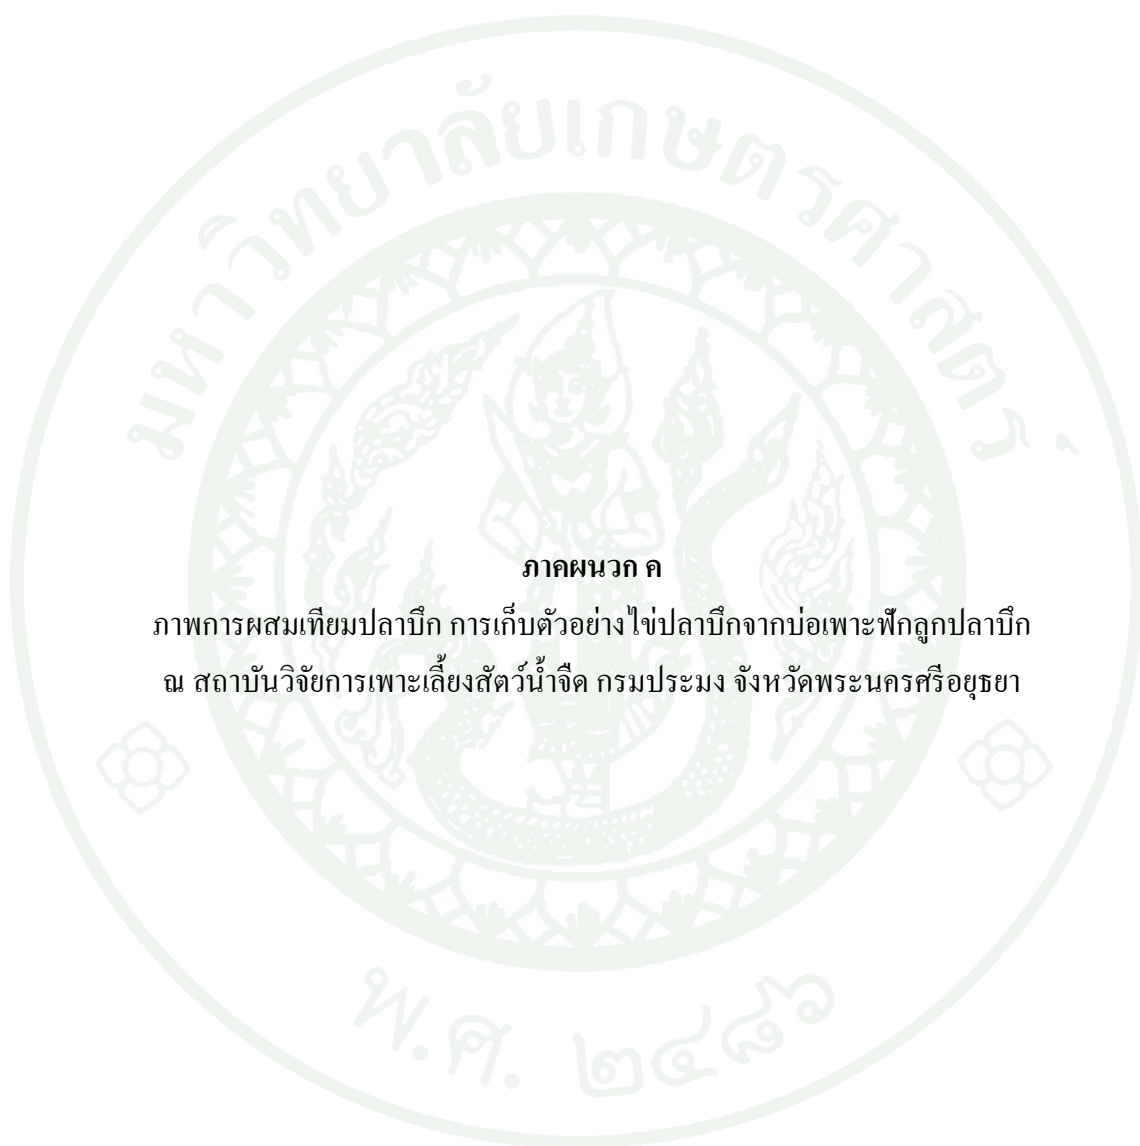 มหาวิทยาลัยเกษตรศาสตร์
ภาคผนวก ค
ภาพการผสมเทียมปลาบึก การเก็บตัวอย่างไข่ปลาบึกจากบ่อเพาะฟักลูกปลาบึก
ณ สถาบันวิจัยการเพาะเลี้ยงสัตว์น้ำจืด กรมประมง จังหวัดพระนครศรีอยุธยา
พ.ศ. ๒๔๘๖